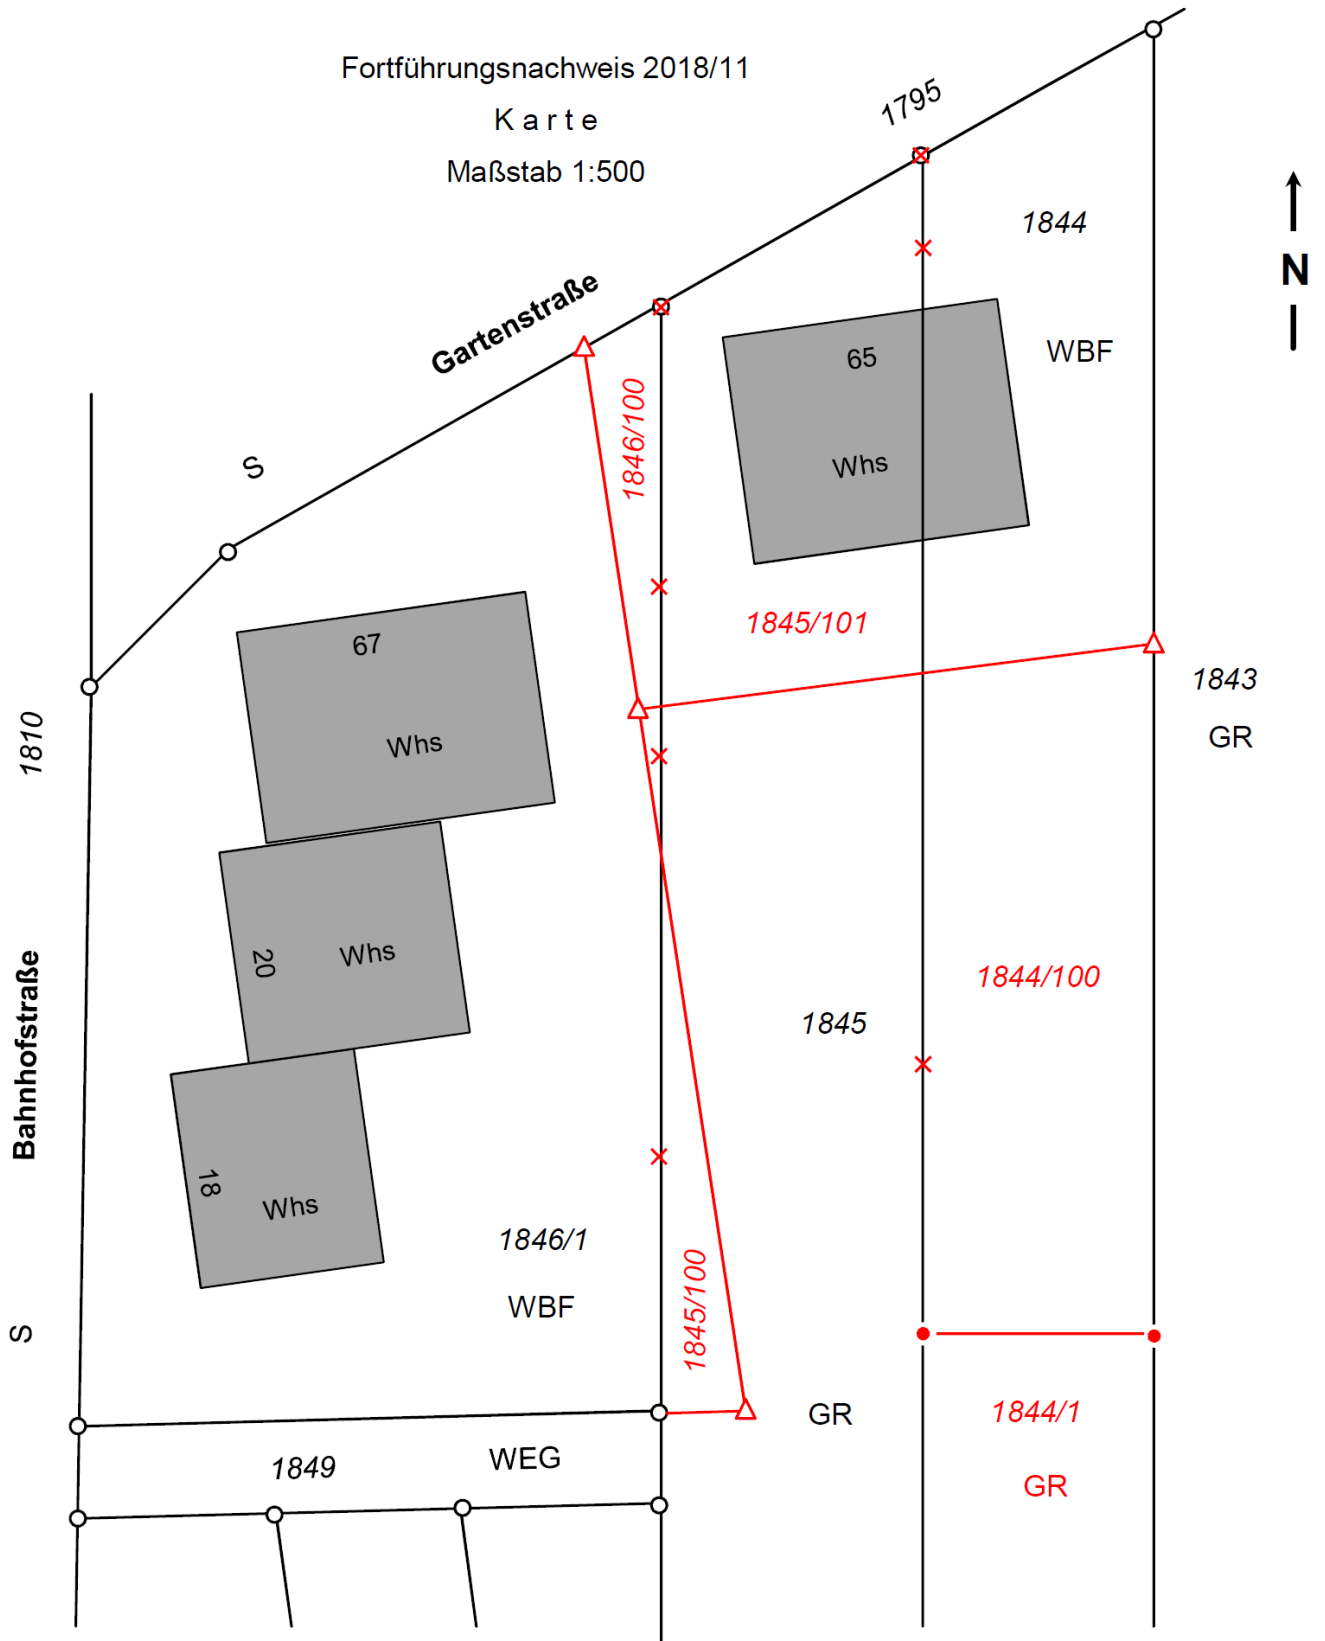 Fortführungsnachweis 2018/11
Karte
Maßstab 1:500
1795
1844
N
Gartenstraße
65
WBF
1846/100
Whs
S
1845/101
67
1843
1810
Whs
GR
1844/100
Whs
20
1845
Bahnhofstraße
18
Whs
1846/1
1845/100
WBF
S
GR
1844/1
1849
WEG
GR